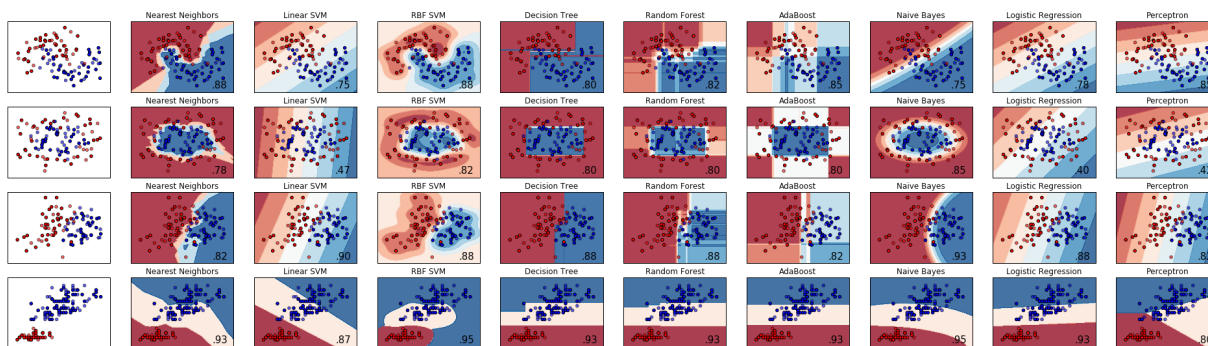 Nearest Neighbors Linear SVM RBF SVM Decision Tree Random Forest AdaBoost Naive Bayes Logistic Regression Perceptron
.88 .75 .88 .80 .82 .85 .75 .78
Nearest Neighbors Linear SVM RBF SVM Decision Tree Random Forest AdaBoost Naive Bayes Logistic Regression Perceptron
.78 .47 .82 .80 .80 .80 .85 .40
Nearest Neighbors Linear SVM RBF SVM Decision Tree Random Forest AdaBoost Naive Bayes Logistic Regression Perceptron
.82 .90 .88 .88 .88 .82 .93 .88
Nearest Neighbors Linear SVM RBF SVM Decision Tree Random Forest AdaBoost Naive Bayes Logistic Regression Perceptron
.93 .87 .95 .93 .93 .93 .95 .93